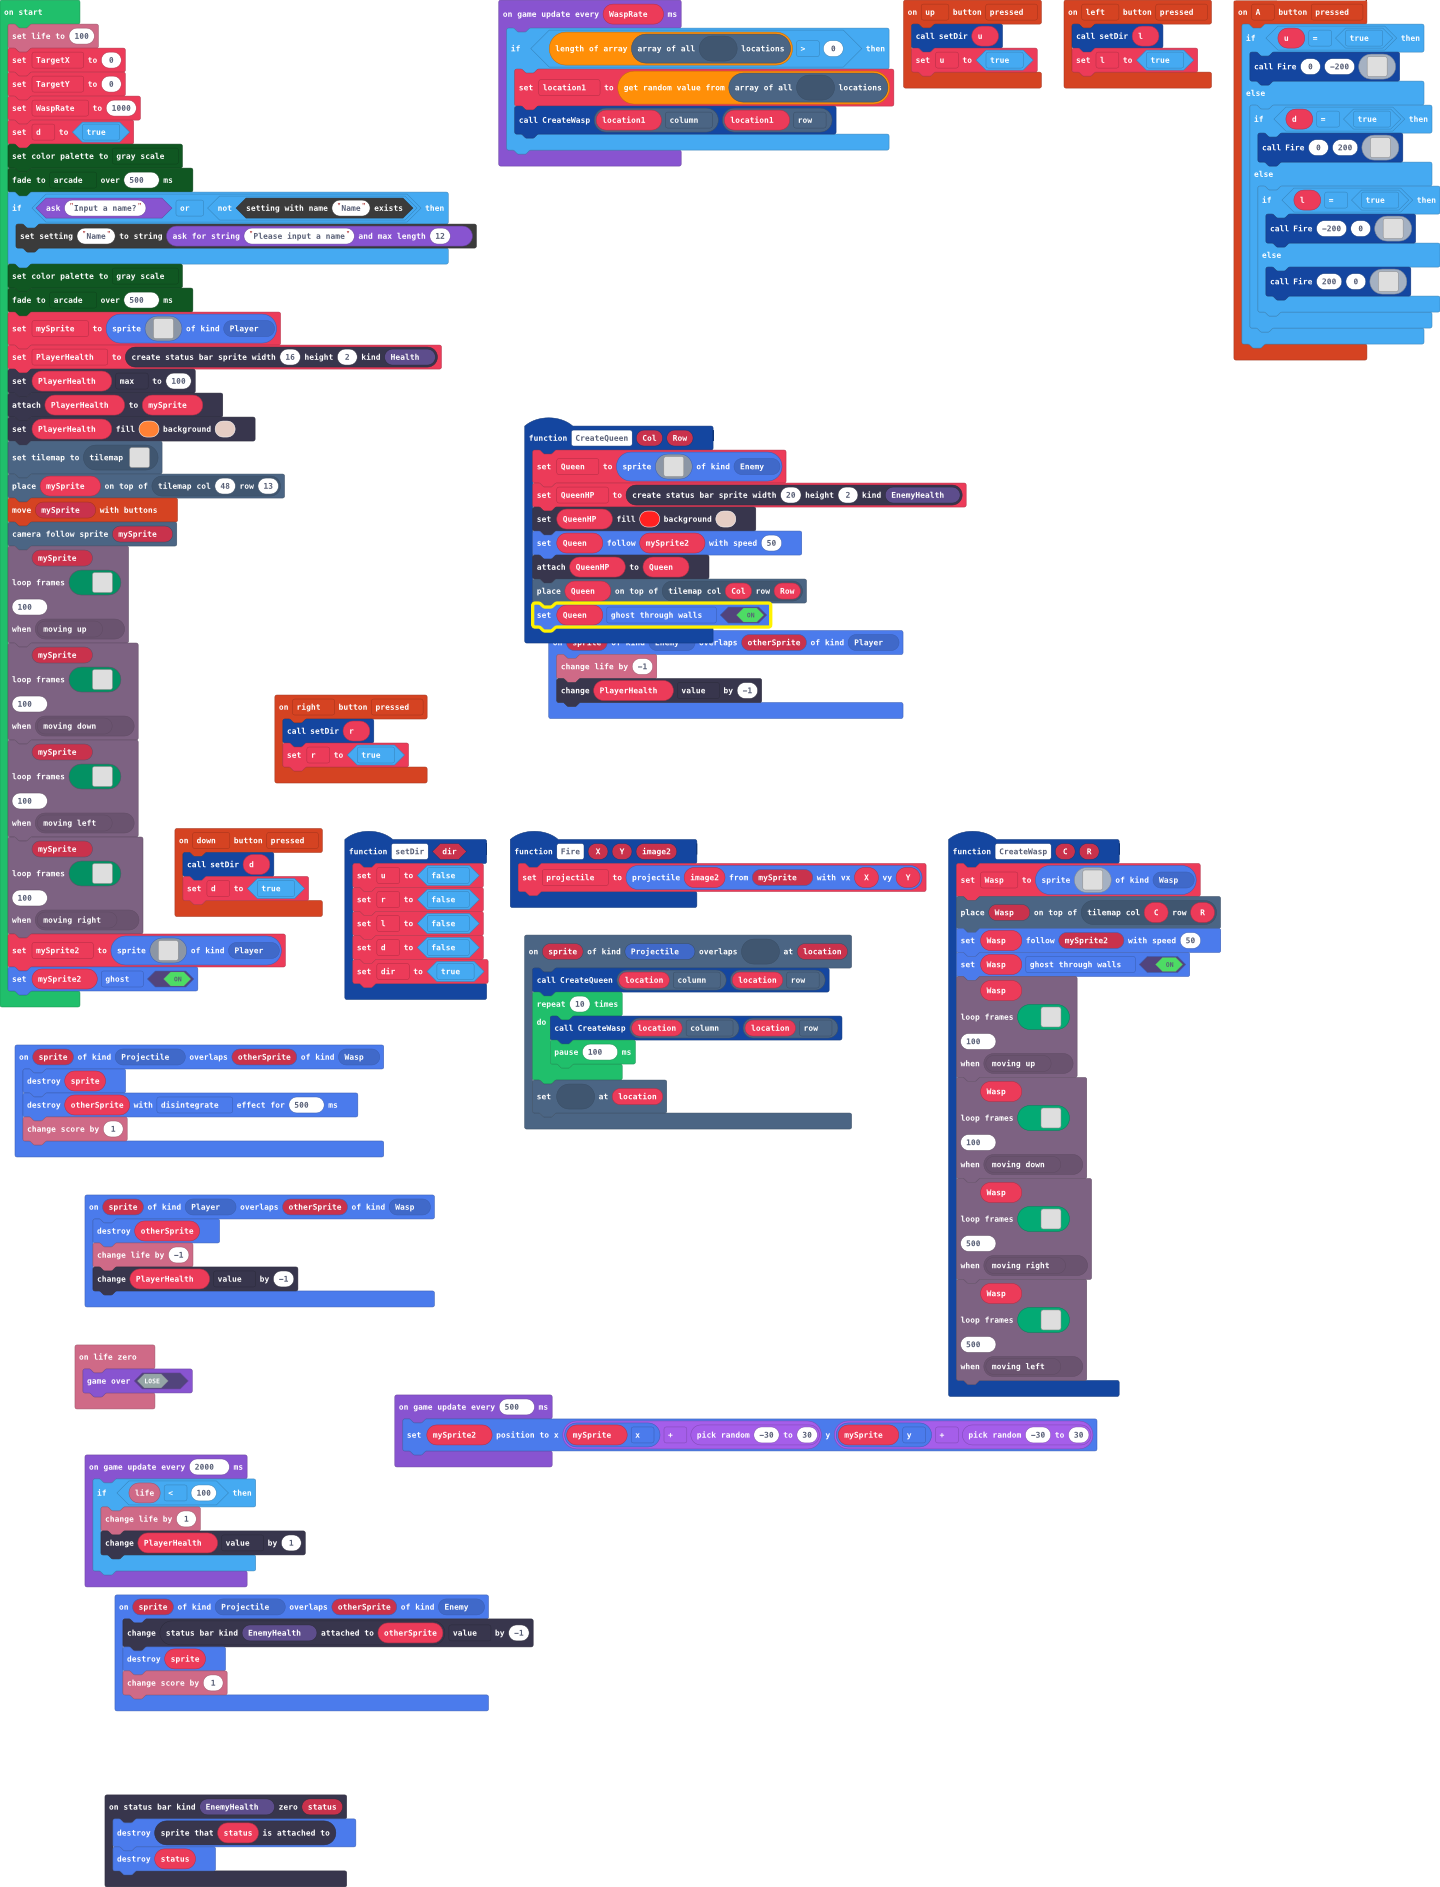 on start
set life to 100
set TargetX to 0
set TargetY to 0
set WaspRate to 1000
set d to true
set color palette to gray scale
fade to arcade over 500 ms
if ask "Input a name?" or not setting with name "Name" exists then
set setting "Name" to string ask for string "Please input a name" and max length 12
set color palette to gray scale
fade to arcade over 500 ms
set mySprite to sprite of kind Player
set PlayerHealth to create status bar sprite width 16 height 2 kind Health
set PlayerHealth max to 100
attach PlayerHealth to mySprite
set PlayerHealth fill background
set tilemap to tilemap
place mySprite on top of tilemap col 48 row 13
move mySprite with buttons
camera follow sprite mySprite
mySprite
loop frames
100
when moving up
mySprite
loop frames
100
when moving down
mySprite
loop frames
100
when moving left
mySprite
loop frames
100
when moving right
set mySprite2 to sprite of kind Player
set mySprite2 ghost ON
on game update every WaspRate ms
if length of array array of all locations > 0 then
set location1 to get random value from array of all locations
call CreateWasp location1 column location1 row
on up button pressed
call setDir u
set u to true
on left button pressed
call setDir l
set l to true
on A button pressed
if u = true then
call Fire 0 -200
else
if d = true then
call Fire 0 200
else
if l = true then
call Fire -200 0
else
call Fire 200 0
function CreateQueen Col Row
set Queen to sprite of kind Enemy
set QueenHP to create status bar sprite width 20 height 2 kind EnemyHealth
set QueenHP fill background
set Queen follow mySprite2 with speed 50
attach QueenHP to Queen
place Queen on top of tilemap col Col row Row
set Queen ghost through walls ON
on sprite of kind Enemy overlaps otherSprite of kind Player
change life by -1
change PlayerHealth value by -1
on right button pressed
call setDir r
set r to true
on down button pressed
call setDir d
set d to true
function setDir dir
set u to false
set r to false
set l to false
set d to false
set dir to true
function Fire X Y image2
set projectile to projectile image2 from mySprite with vx X vy Y
on sprite of kind Projectile overlaps at location
call CreateQueen location column location row
repeat 10 times
do call CreateWasp location column location row
pause 100 ms
set at location
function CreateWasp C R
set Wasp to sprite of kind Wasp
place Wasp on top of tilemap col C row R
set Wasp follow mySprite2 with speed 50
set Wasp ghost through walls ON
Wasp
loop frames
100
when moving up
Wasp
loop frames
100
when moving down
Wasp
loop frames
500
when moving right
Wasp
loop frames
500
when moving left
on sprite of kind Projectile overlaps otherSprite of kind Wasp
destroy sprite
destroy otherSprite with disintegrate effect for 500 ms
change score by 1
on sprite of kind Player overlaps otherSprite of kind Wasp
destroy otherSprite
change life by -1
change PlayerHealth value by -1
on life zero
game over LOSE
on game update every 500 ms
set mySprite2 position to x mySprite x + pick random -30 to 30 y mySprite y + pick random -30 to 30
on game update every 2000 ms
if life < 100 then
change life by 1
change PlayerHealth value by 1
on sprite of kind Projectile overlaps otherSprite of kind Enemy
change status bar kind EnemyHealth attached to otherSprite value by -1
destroy sprite
change score by 1
on status bar kind EnemyHealth zero status
destroy sprite that status is attached to
destroy status